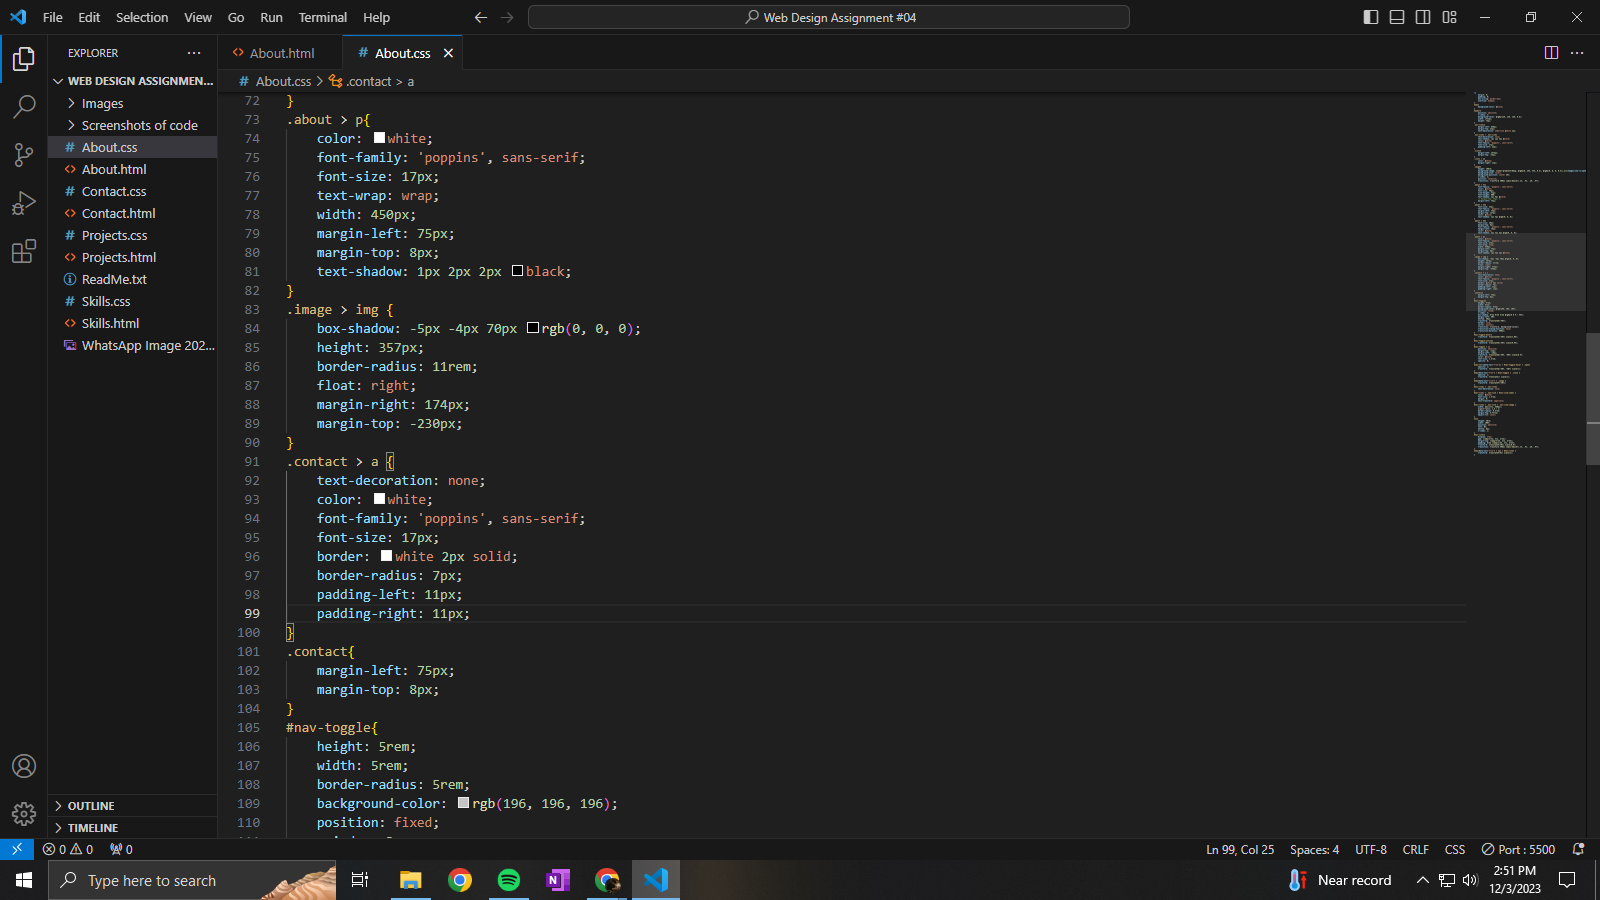 File Edit Selection View Go Run Terminal Help
Web Design Assignment #04
EXPLORER
WEB DESIGN ASSIGNMEN...
Images
Screenshots of code
# About.css
<> About.html
# Contact.css
<> Contact.html
# Projects.css
<> Projects.html
ReadMe.txt
# Skills.css
<> Skills.html
WhatsApp Image 202...
OUTLINE
TIMELINE
<> About.html
# About.css
# About.css > .contact > a
72 }
73 .about > p{
74 color: white;
75 font-family: 'poppins', sans-serif;
76 font-size: 17px;
77 text-wrap: wrap;
78 width: 450px;
79 margin-left: 75px;
80 margin-top: 8px;
81 text-shadow: 1px 2px 2px black;
82 }
83 .image > img {
84 box-shadow: -5px -4px 70px rgb(0, 0, 0);
85 height: 357px;
86 border-radius: 11rem;
87 float: right;
88 margin-right: 174px;
89 margin-top: -230px;
90 }
91 .contact > a {
92 text-decoration: none;
93 color: white;
94 font-family: 'poppins', sans-serif;
95 font-size: 17px;
96 border: white 2px solid;
97 border-radius: 7px;
98 padding-left: 11px;
99 padding-right: 11px;
100 }
101 .contact{
102 margin-left: 75px;
103 margin-top: 8px;
104 }
105 #nav-toggle{
106 height: 5rem;
107 width: 5rem;
108 border-radius: 5rem;
109 background-color: rgb(196, 196, 196);
110 position: fixed;
0 0 0
Ln 99, Col 25 Spaces: 4 UTF-8 CRLF CSS Port : 5500
Type here to search
Near record
2:51 PM
12/3/2023